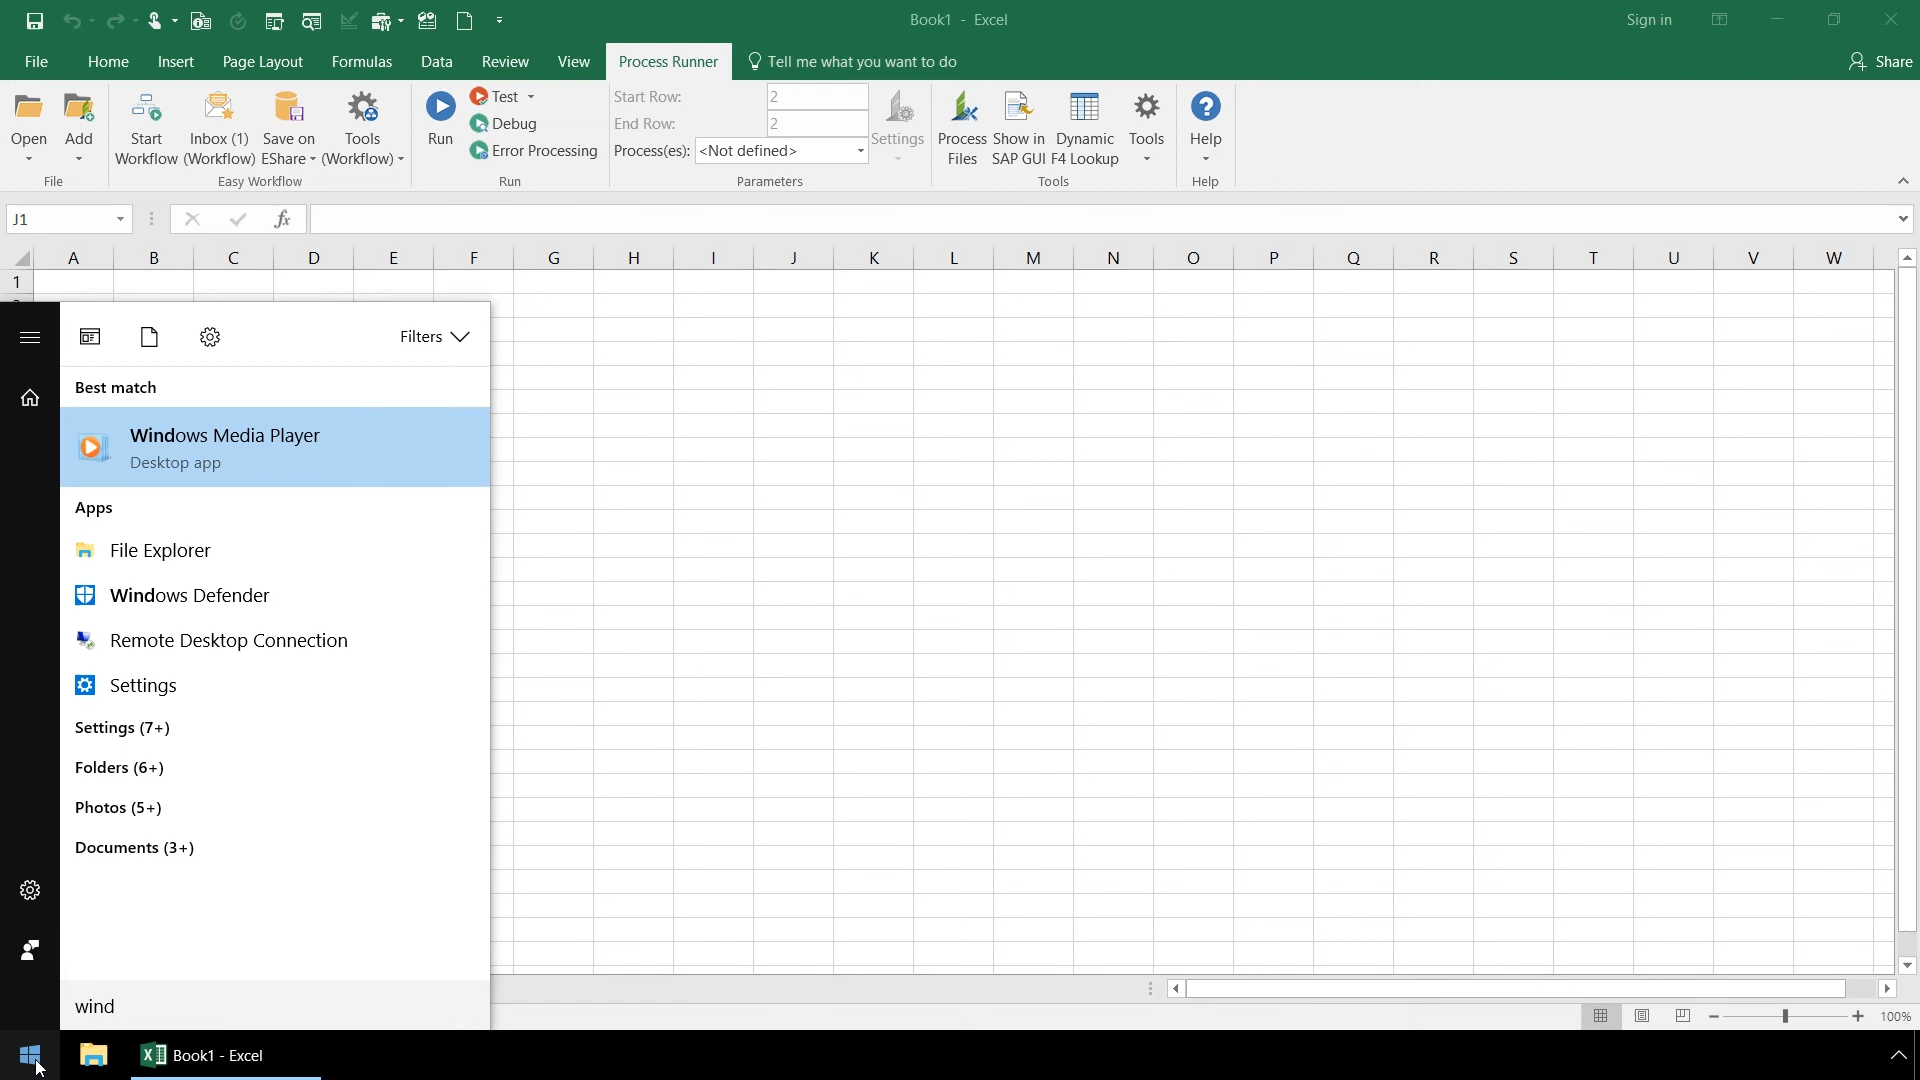 Book1 - Excel
Sign in
File Home Insert Page Layout Formulas Data Review View Process Runner Tell me what you want to do Share
Open
Add
Start
Workflow
Inbox (1)
(Workflow)
Save on
EShare
Tools
(Workflow)
Run
Test
Debug
Error Processing
Start Row: 2
End Row: 2
Process(es): <Not defined>
Settings
Process
Files
Show in
SAP GUI
Dynamic
F4 Lookup
Tools
Help
File Easy Workflow Run Parameters Tools Help
J1 fx
A B C D E F G H I J K L M N O P Q R S T U V W
1
Filters
Best match
Windows Media Player
Desktop app
Apps
File Explorer
Windows Defender
Remote Desktop Connection
Settings
Settings (7+)
Folders (6+)
Photos (5+)
Documents (3+)
wind
100%
Book1 - Excel